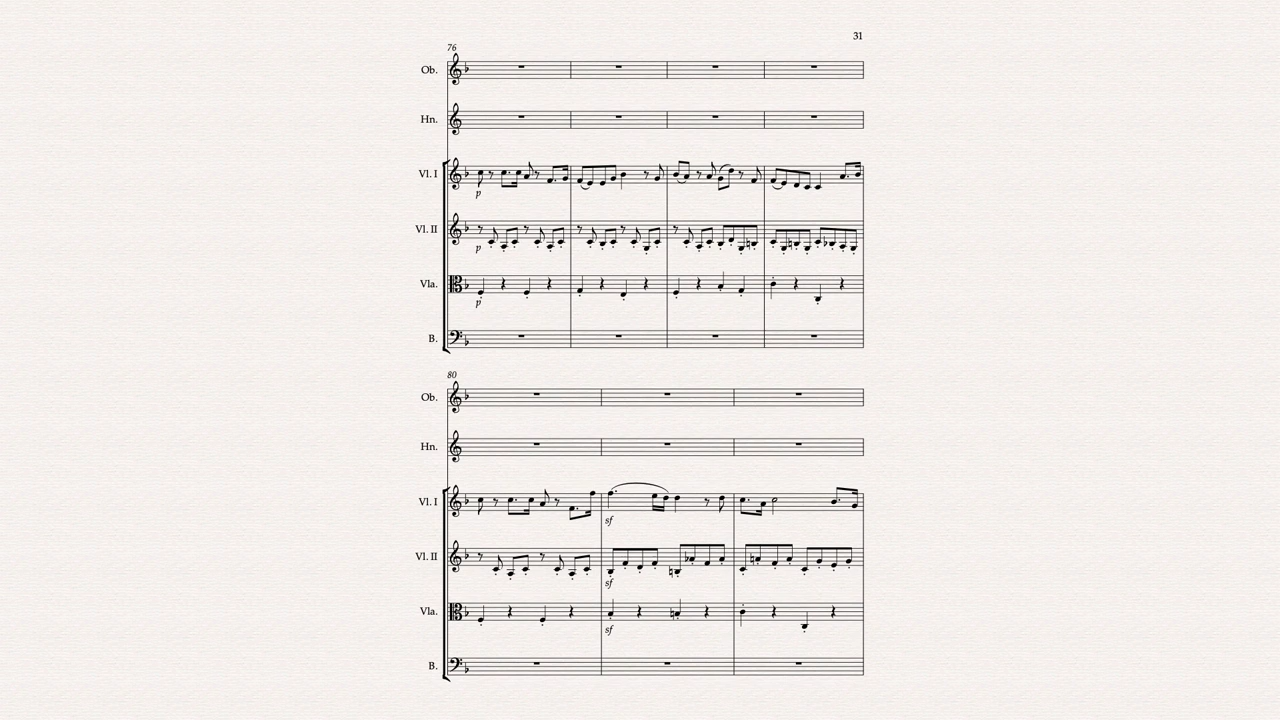 31
76
Ob.
Hn.
Vl. I
p
Vl. II
p
Vla.
p
B.
80
Ob.
Hn.
Vl. I
sf
Vl. II
sf
Vla.
sf
B.